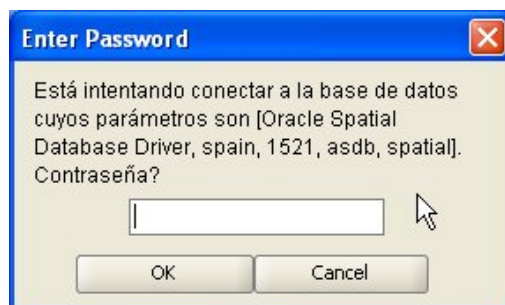 Enter Password
Está intentando conectar a la base de datos
cuyos parámetros son [Oracle Spatial
Database Driver, spain, 1521, asdb, spatial].
Contraseña?
OK Cancel